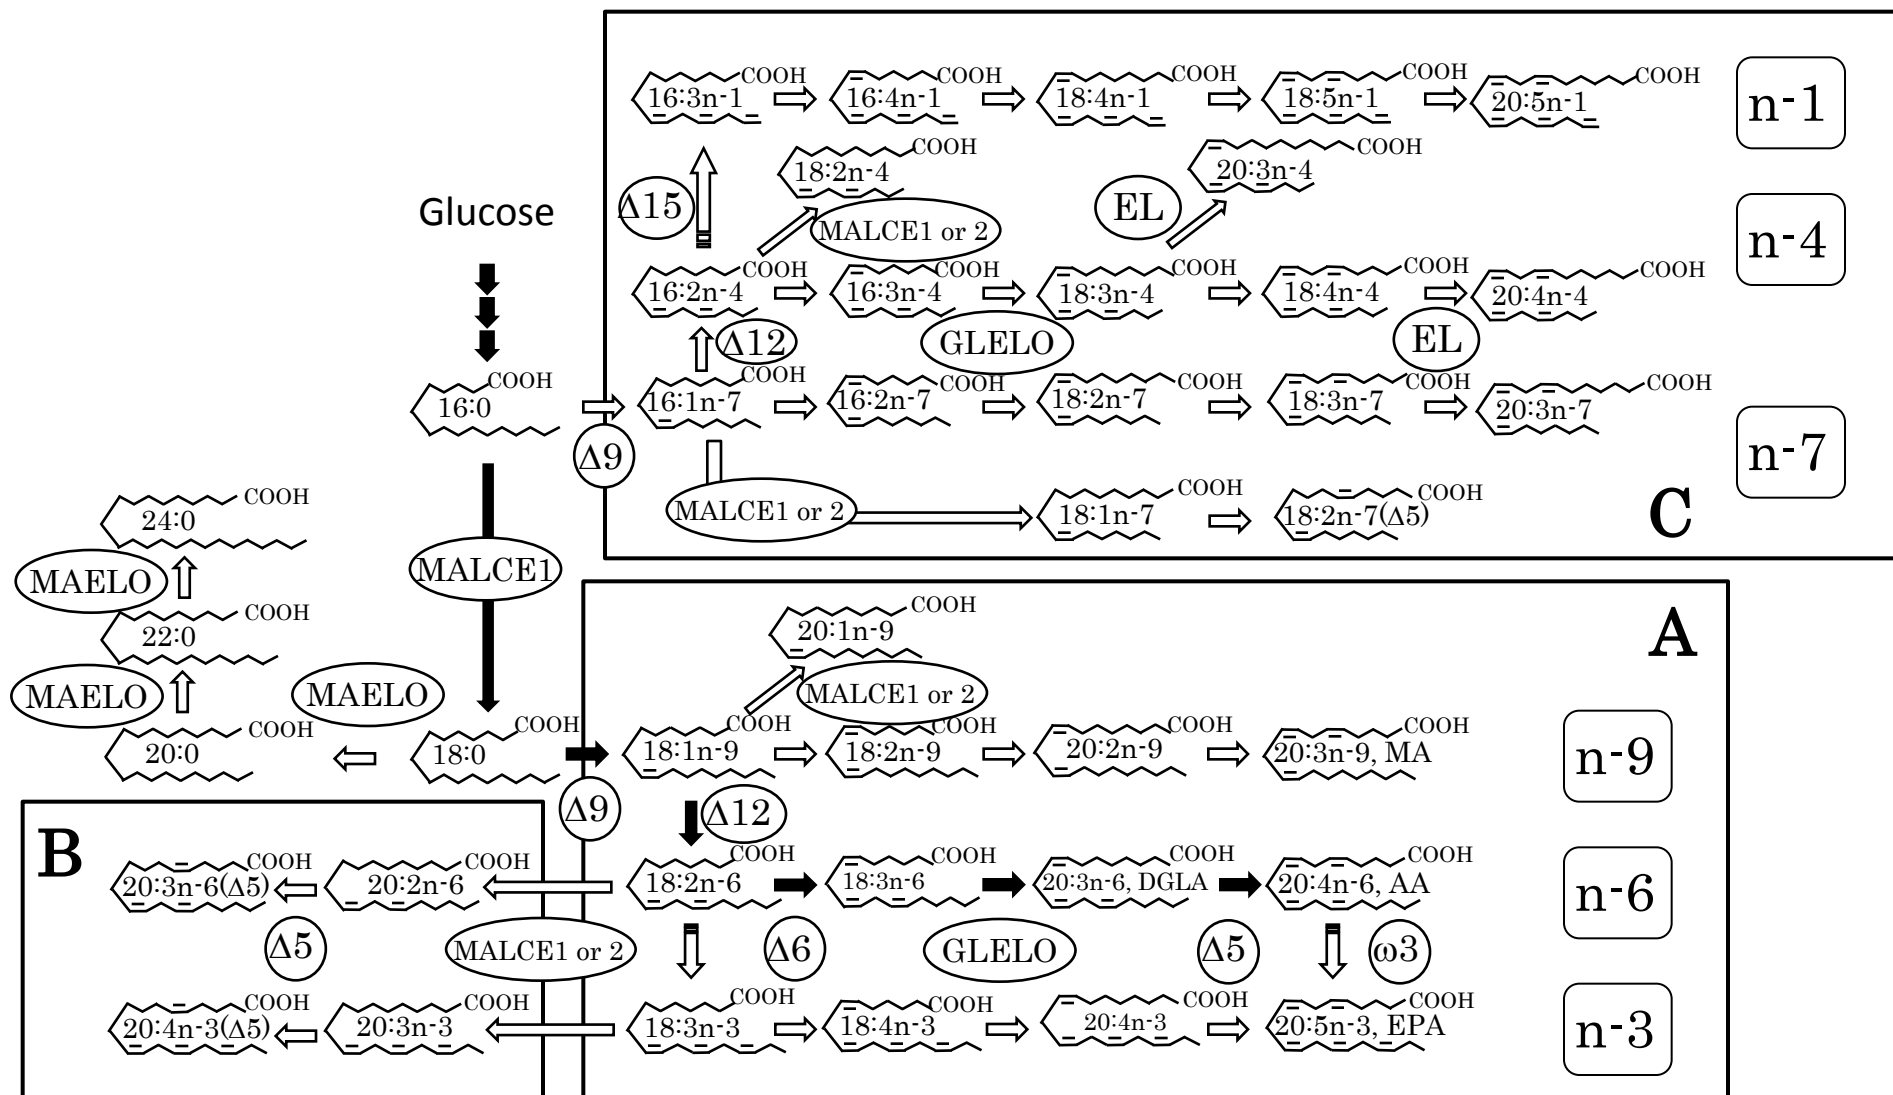 COOH COOH COOH COOH COOH
16:3n-1 16:4n-1 18:4n-1 18:5n-1 20:5n-1
n-1
COOH COOH
18:2n-4 20:3n-4
Δ15 EL
Glucose
MALCE1 or 2
n-4
COOH COOH COOH COOH COOH
16:2n-4 16:3n-4 18:3n-4 18:4n-4 20:4n-4
Δ12 GLELO EL
COOH COOH COOH COOH COOH COOH
16:0 16:1n-7 16:2n-7 18:2n-7 18:3n-7 20:3n-7
Δ9
n-7
COOH COOH COOH
24:0 MALCE1 or 2 18:1n-7 18:2n-7(Δ5)
C
MAELO MALCE1
COOH COOH
22:0 20:1n-9
A
MAELO MAELO MALCE1 or 2
COOH COOH COOH COOH COOH COOH
20:0 18:0 18:1n-9 18:2n-9 20:2n-9 20:3n-9, MA
n-9
Δ9 Δ12
B
COOH COOH COOH COOH COOH COOH
20:3n-6(Δ5) 20:2n-6 18:2n-6 18:3n-6 20:3n-6, DGLA 20:4n-6, AA
n-6
Δ5 MALCE1 or 2 Δ6 GLELO Δ5 ω3
COOH COOH COOH COOH COOH COOH
20:4n-3(Δ5) 20:3n-3 18:3n-3 18:4n-3 20:4n-3 20:5n-3, EPA
n-3